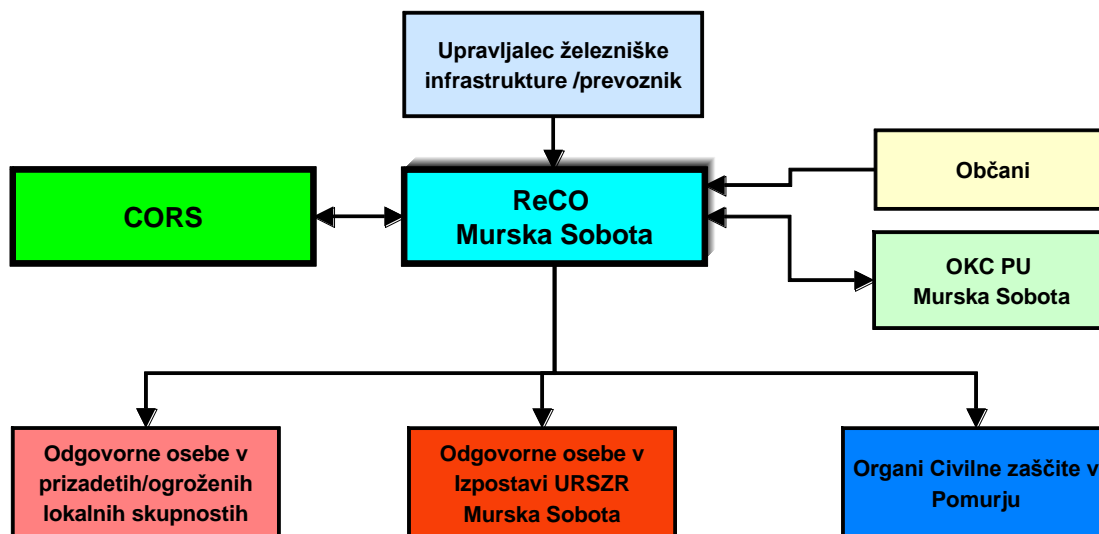 Upravljalec železniške
infrastrukture /prevoznik
CORS
ReCO
Murska Sobota
Občani
OKC PU
Murska Sobota
Odgovorne osebe v
prizadetih/ogroženih
lokalnih skupnostih
Odgovorne osebe v
Izpostavi URSZR
Murska Sobota
Organi Civilne zaščite v
Pomurju